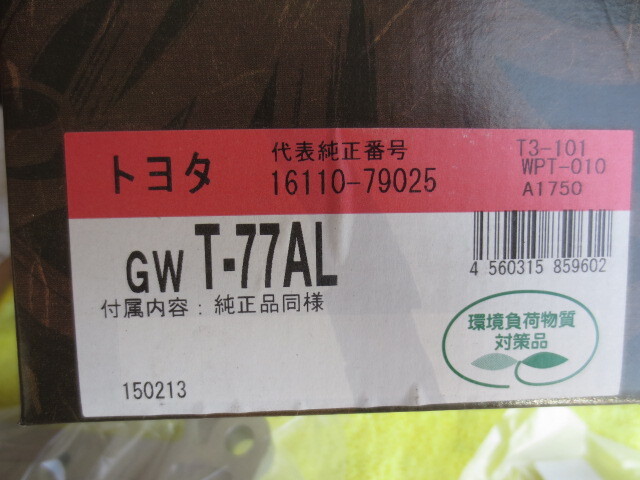 トヨタ
代表純正番号
16110-79025
T3-101
WPT-010
A1750
GW T-77AL
4 560315 859602
付属内容：純正品同様
環境負荷物質
対策品
150213